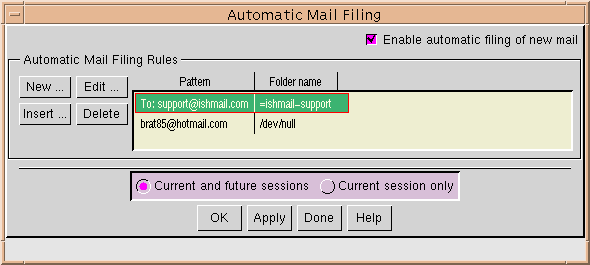 Automatic Mail Filing
Enable automatic filing of new mail
Automatic Mail Filing Rules
New ... Edit ... Pattern Folder name
Insert ... Delete To: support@ishmail.com =ishmail-support
brat85@hotmail.com /dev/null
Current and future sessions Current session only
OK Apply Done Help